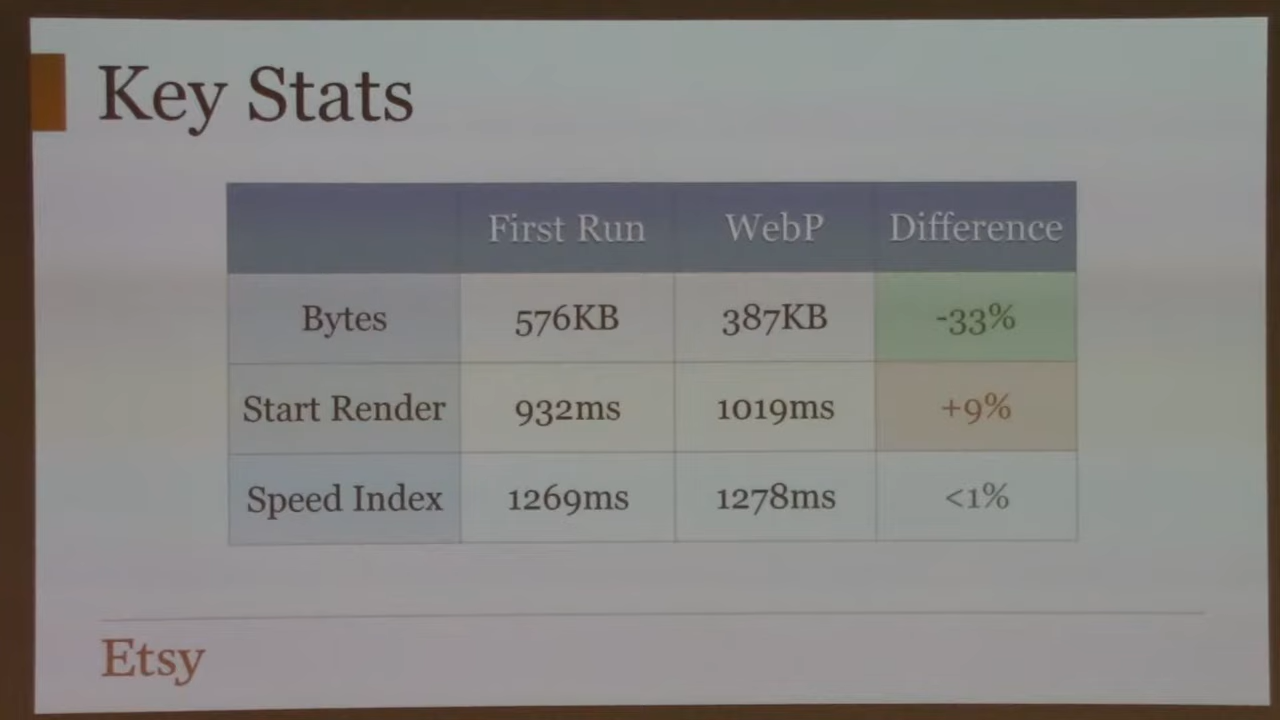 Key Stats
First Run WebP Difference
Bytes 576KB 387KB -33%
Start Render 932ms 1019ms +9%
Speed Index 1269ms 1278ms <1%
Etsy